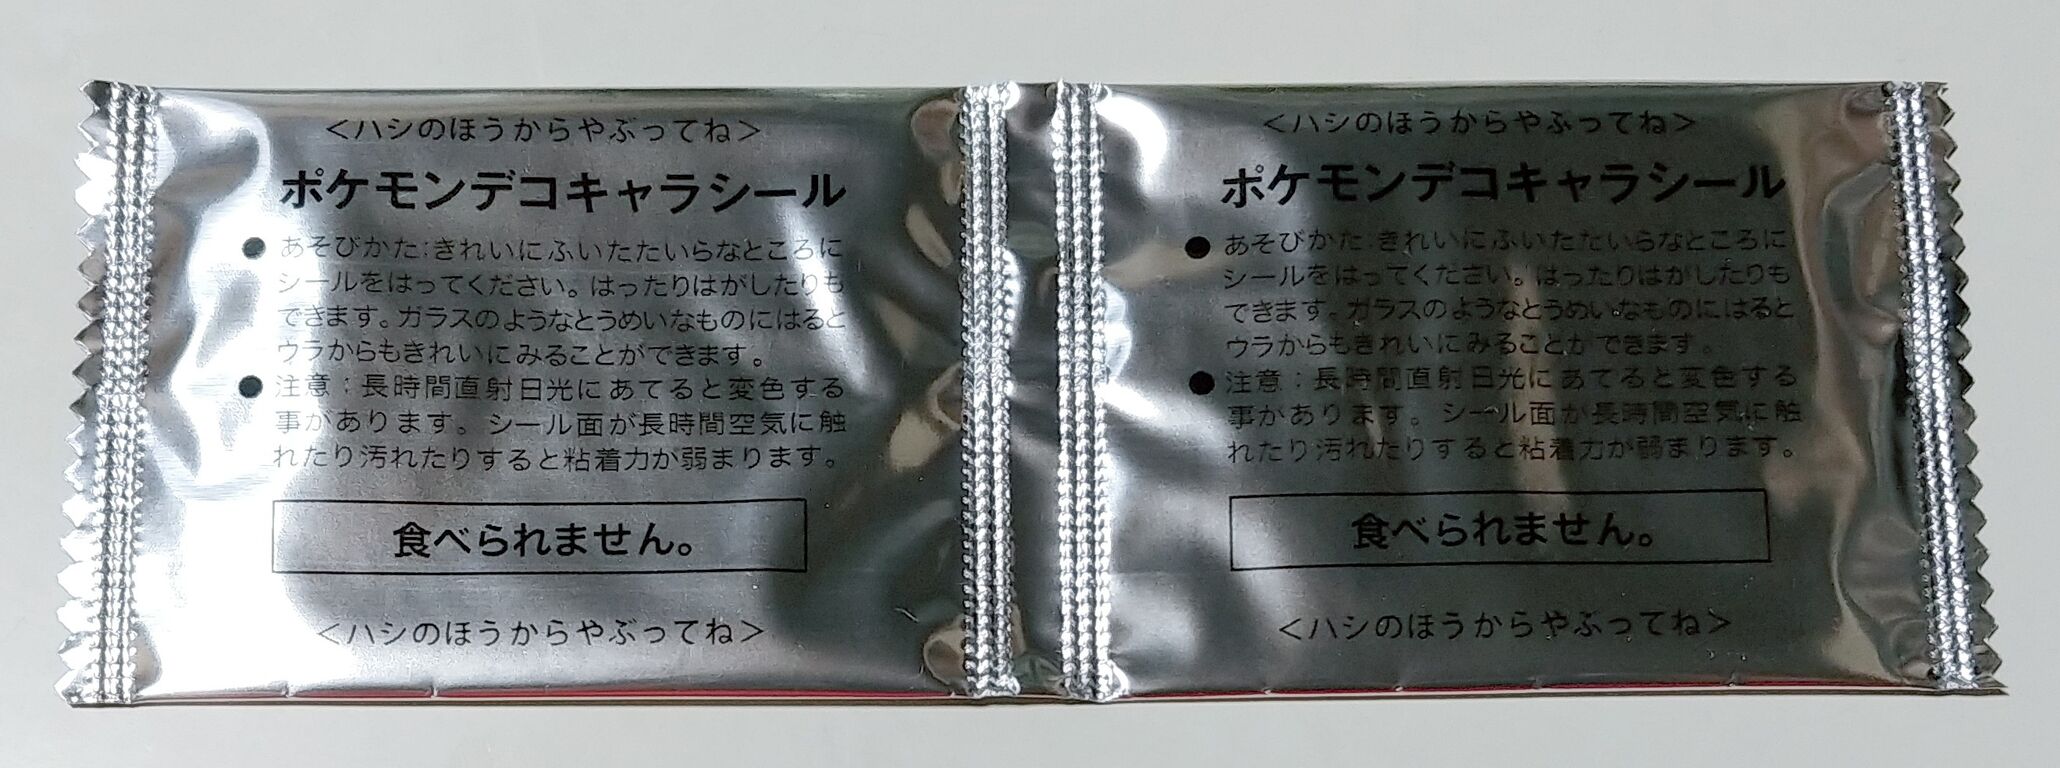 <ハシのほうからやぶってね>
ポケモンデコキャラシール
●あそびかた:きれいにふいたたいらなところに
シールをはってください。はったりはがしたりも
できます。ガラスのようなとうめいなものにはると
ウラからもきれいにみることができます。
●注意:長時間直射日光にあてると変色する
事があります。シール面が長時間空気に触
れたり汚れたりすると粘着力が弱まります。
食べられません。
<ハシのほうからやぶってね>
<ハシのほうからやぶってね>
ポケモンデコキャラシール
●あそびかた:きれいにふいたたいらなところに
シールをはってください。はったりはがしたりも
できます。ガラスのようなとうめいなものにはると
ウラからもきれいにみることができます。
●注意:長時間直射日光にあてると変色する
事があります。シール面が長時間空気に触
れたり汚れたりすると粘着力が弱まります。
食べられません。
<ハシのほうからやぶってね>